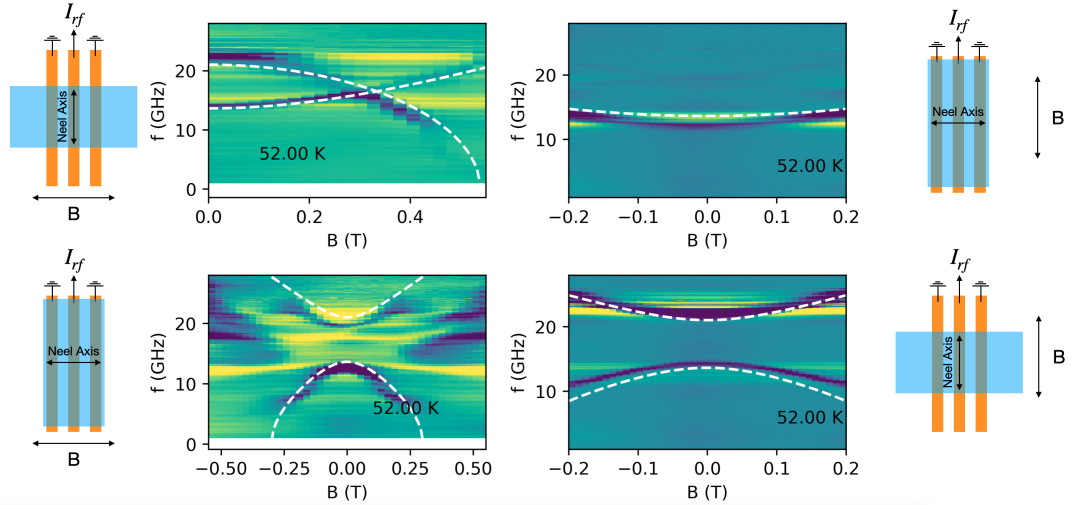 I_rf
Neel Axis
B
f (GHz)
20
10
0
52.00 K
0.0 0.2 0.4
B (T)
f (GHz)
20
10
52.00 K
−0.2 −0.1 0.0 0.1 0.2
B (T)
I_rf
Neel Axis
B
I_rf
Neel Axis
B
f (GHz)
20
10
0
52.00 K
−0.50 −0.25 0.00 0.25 0.50
B (T)
f (GHz)
20
10
52.00 K
−0.2 −0.1 0.0 0.1 0.2
B (T)
I_rf
Neel Axis
B